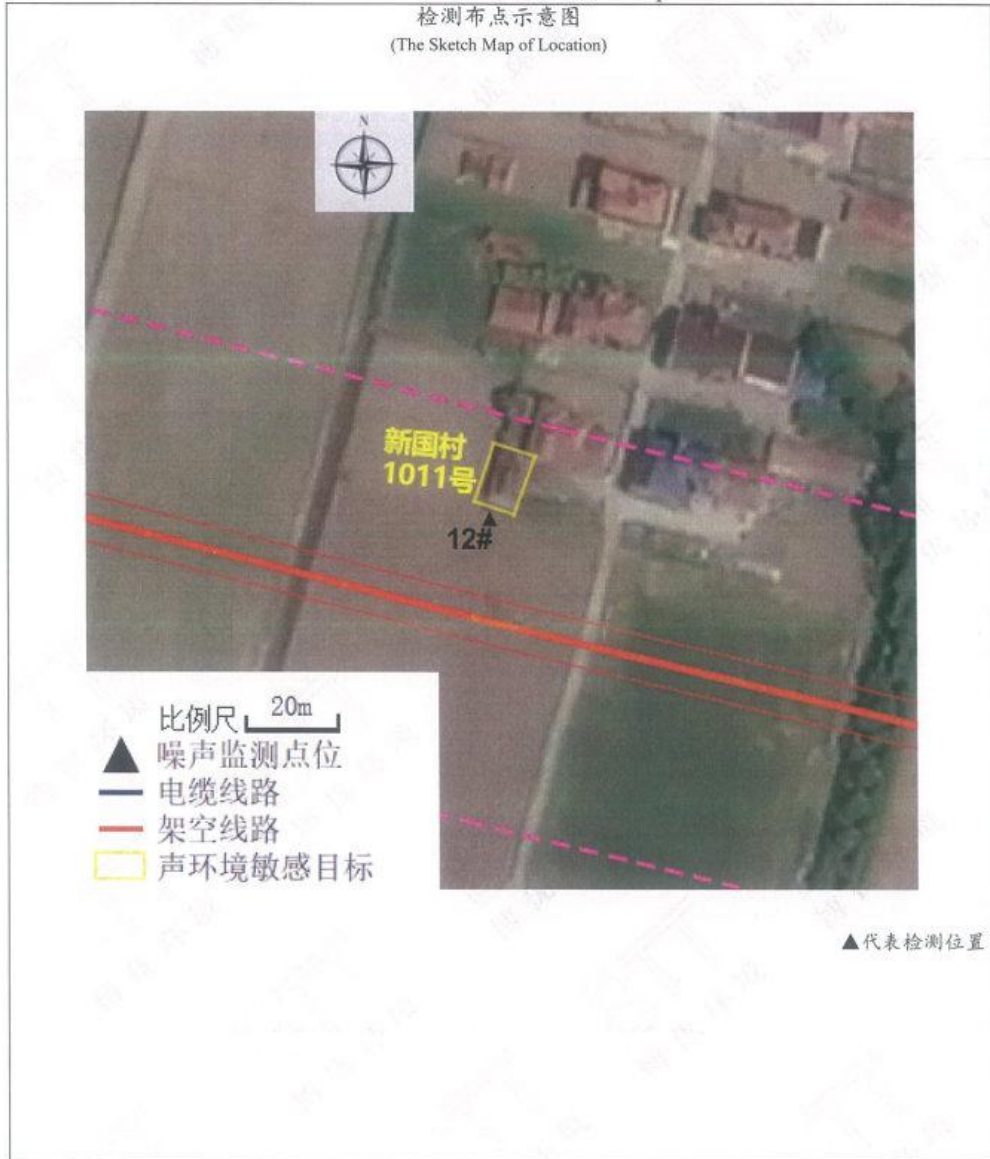 检测布点示意图
(The Sketch Map of Location)
N
新国村
1011号
12#
比例尺 20m
噪声监测点位
电缆线路
架空线路
声环境敏感目标
▲代表检测位置